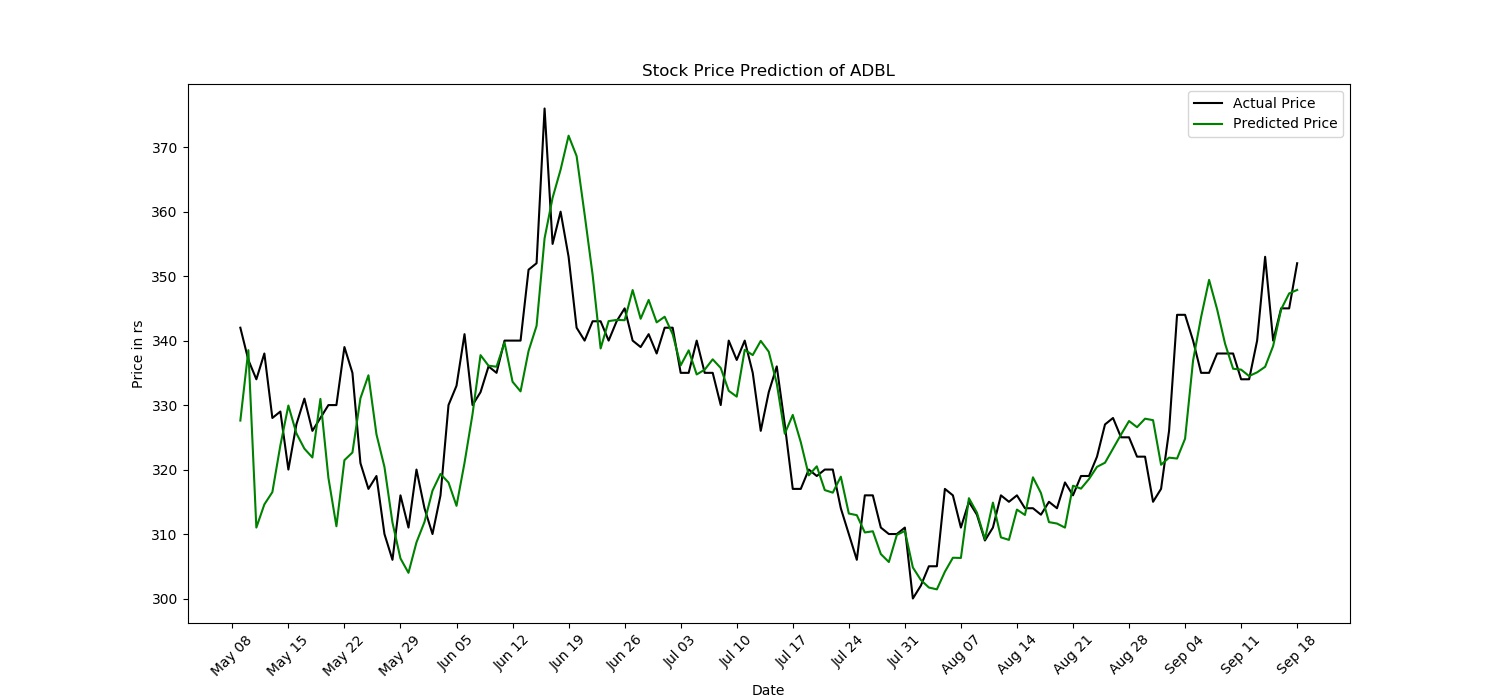 Stock Price Prediction of ADBL
Actual Price
Predicted Price
Price in rs
370
360
350
340
330
320
310
300
May 08
May 15
May 22
May 29
Jun 05
Jun 12
Jun 19
Jun 26
Jul 03
Jul 10
Jul 17
Jul 24
Jul 31
Aug 07
Aug 14
Aug 21
Aug 28
Sep 04
Sep 11
Sep 18
Date